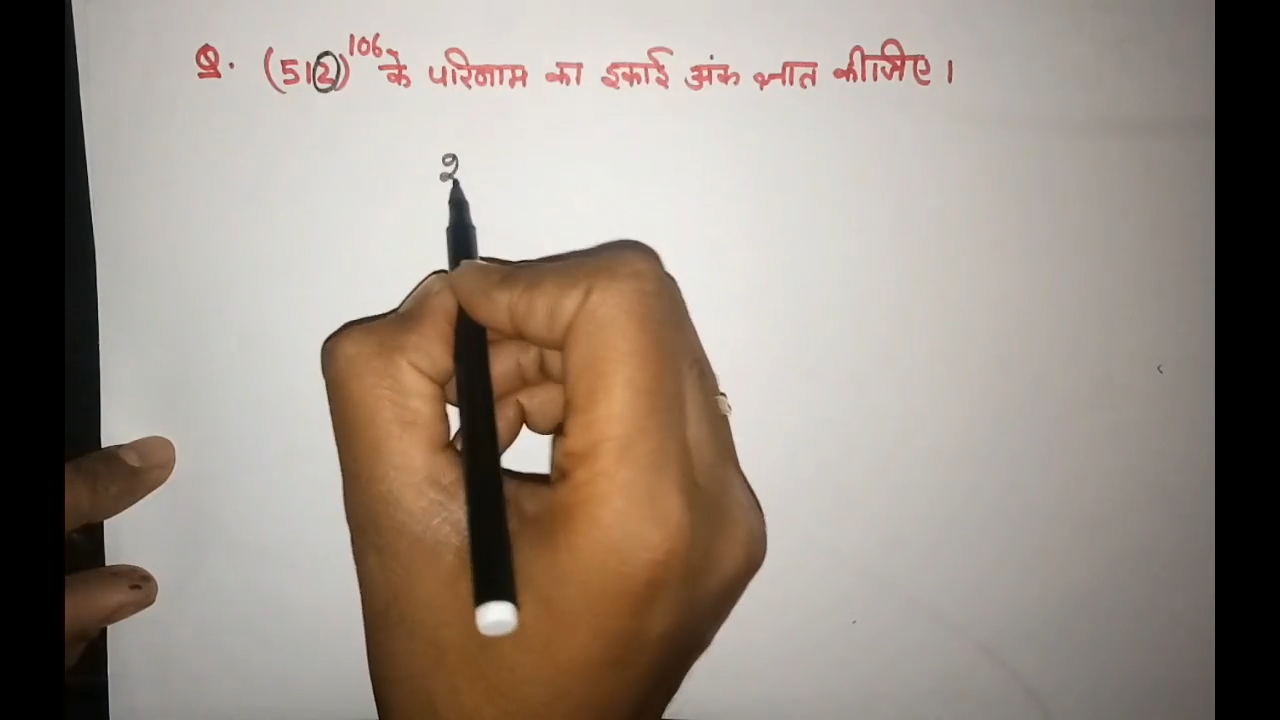 Q. (512)¹⁰⁶ के परिनाम का इकाई अंक ज्ञात कीजिए।
2